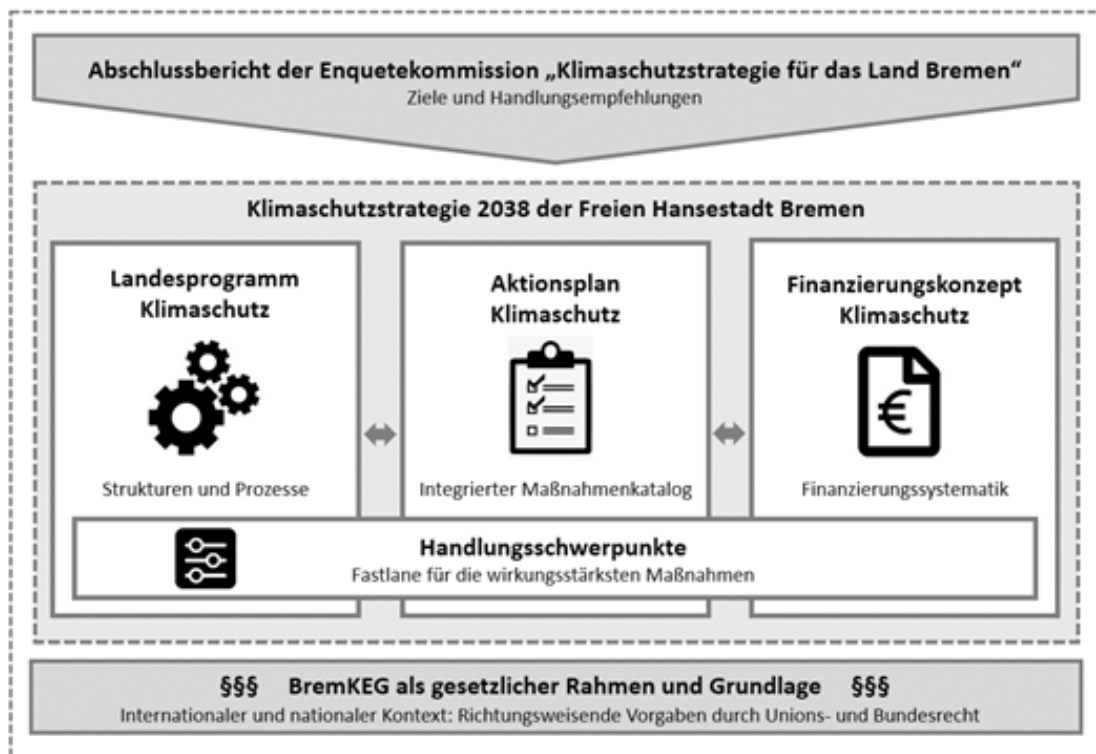 Abschlussbericht der Enquetekommission „Klimaschutzstrategie für das Land Bremen“
Ziele und Handlungsempfehlungen
Klimaschutzstrategie 2038 der Freien Hansestadt Bremen
Landesprogramm
Klimaschutz
Strukturen und Prozesse
Aktionsplan
Klimaschutz
Integrierter Maßnahmenkatalog
Finanzierungskonzept
Klimaschutz
€
Finanzierungssystematik
Handlungsschwerpunkte
Fastlane für die wirkungsstärksten Maßnahmen
§§§ BremKEG als gesetzlicher Rahmen und Grundlage §§§
Internationaler und nationaler Kontext: Richtungsweisende Vorgaben durch Unions- und Bundesrecht